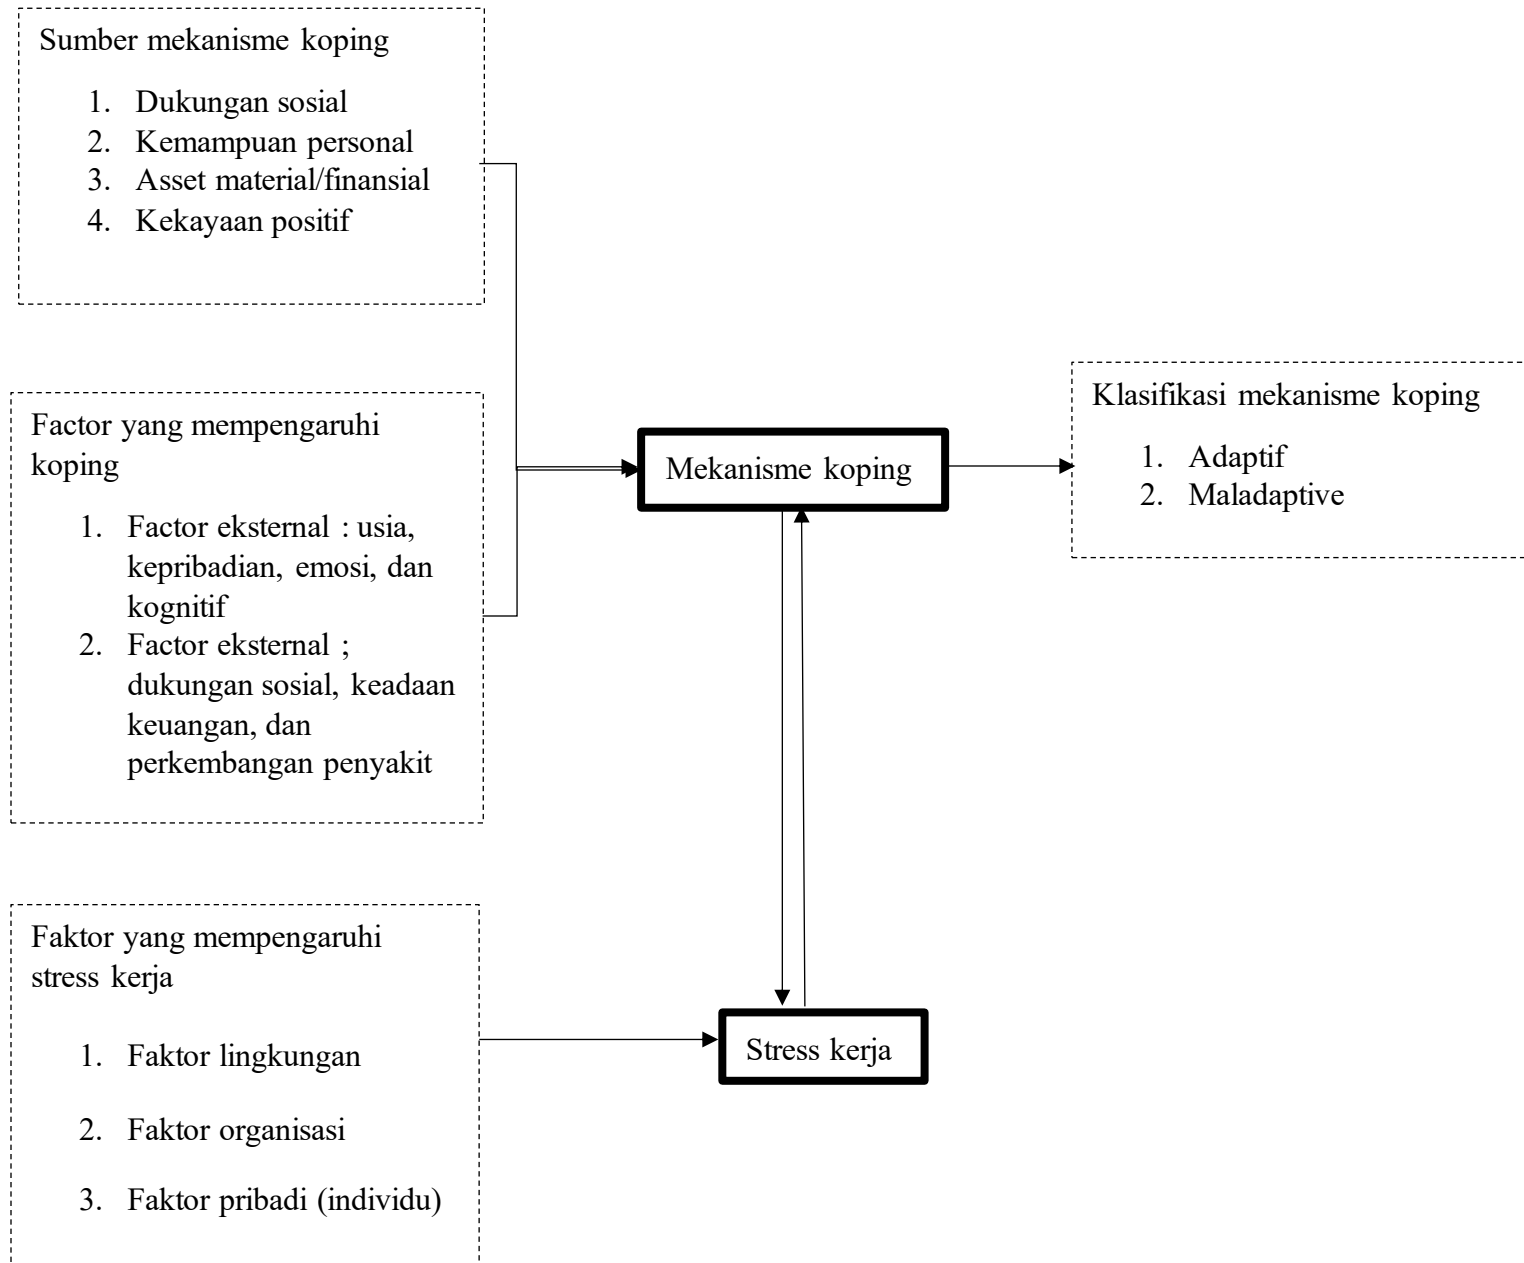 Sumber mekanisme koping
1. Dukungan sosial
2. Kemampuan personal
3. Asset material/finansial
4. Kekayaan positif
Factor yang mempengaruhi
koping
1. Factor eksternal : usia,
kepribadian, emosi, dan
kognitif
2. Factor eksternal ;
dukungan sosial, keadaan
keuangan, dan
perkembangan penyakit
Mekanisme koping
Klasifikasi mekanisme koping
1. Adaptif
2. Maladaptive
Faktor yang mempengaruhi
stress kerja
1. Faktor lingkungan
2. Faktor organisasi
3. Faktor pribadi (individu)
Stress kerja